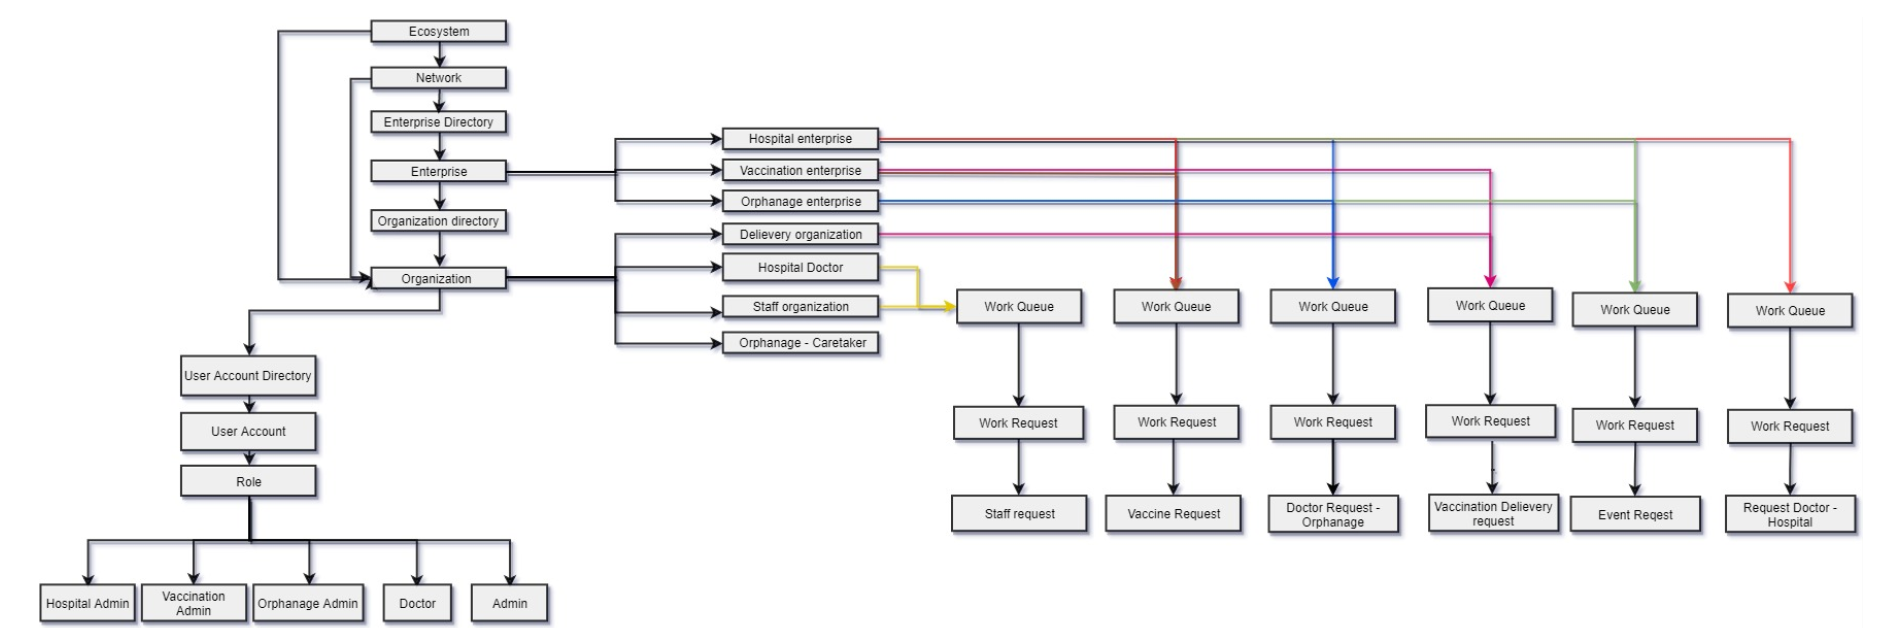 Ecosystem
Network
Enterprise Directory
Enterprise
Organization directory
Organization
Hospital enterprise
Vaccination enterprise
Orphanage enterprise
Delievery organization
Hospital Doctor
Staff organization
Orphanage - Caretaker
User Account Directory
User Account
Role
Hospital Admin
Vaccination
Admin
Orphanage Admin
Doctor
Admin
Work Queue
Work Queue
Work Queue
Work Queue
Work Queue
Work Queue
Work Request
Work Request
Work Request
Work Request
Work Request
Work Request
Staff request
Vaccine Request
Doctor Request -
Orphanage
Vaccination Delievery
request
Event Reqest
Request Doctor -
Hospital